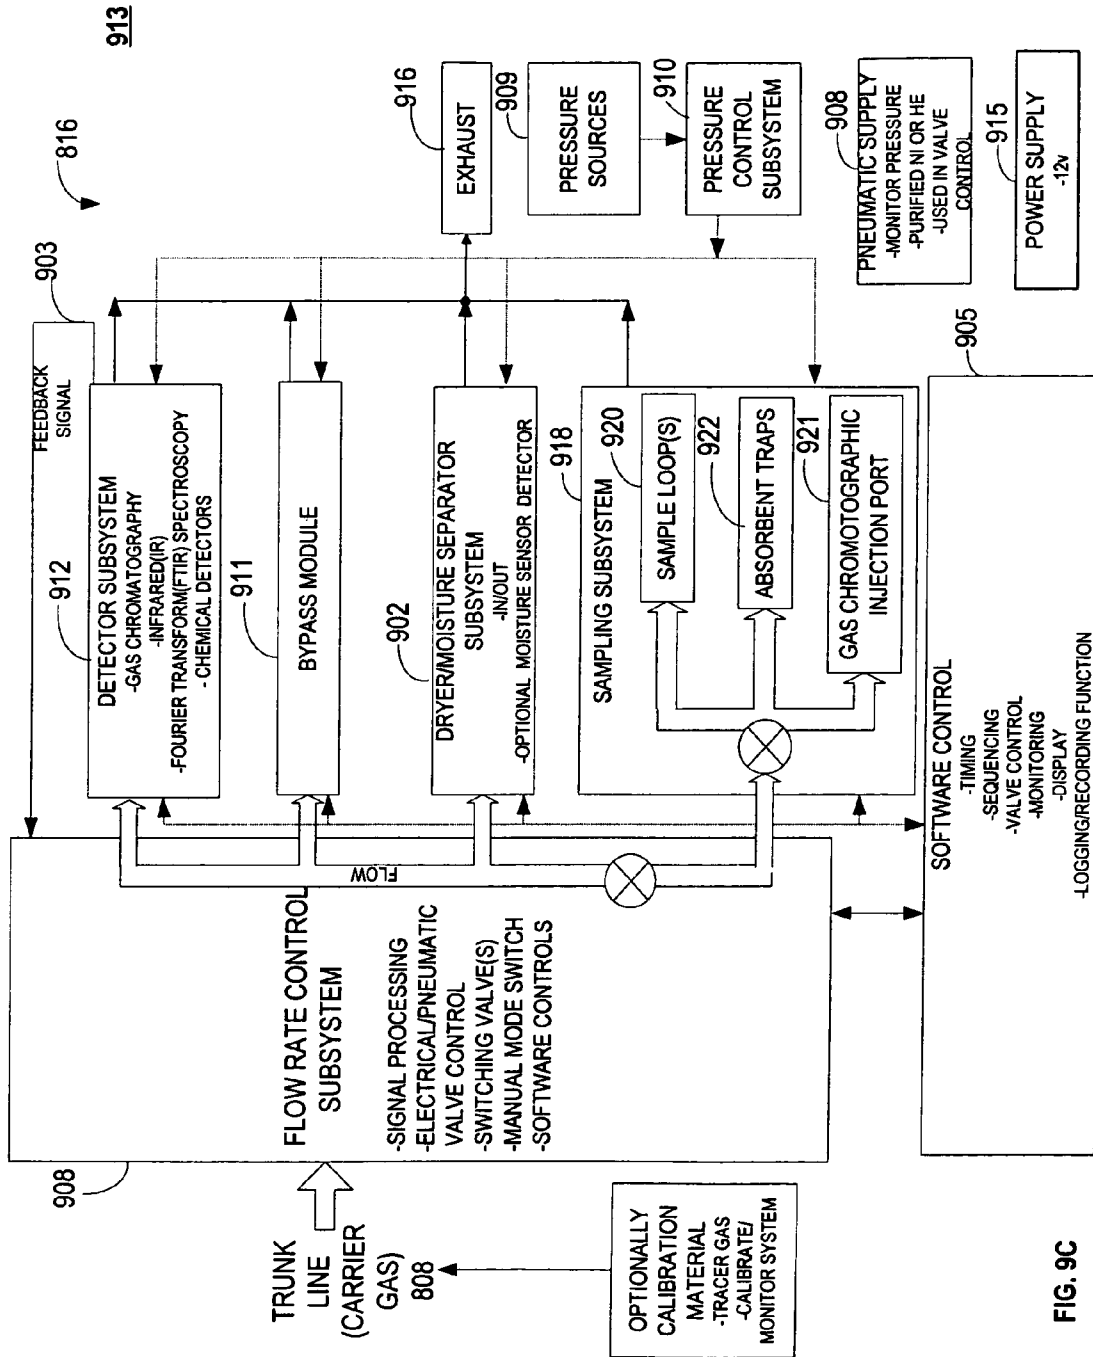 913
816
FEEDBACK
SIGNAL
903
DETECTOR SUBSYSTEM
-GAS CHROMATOGRAPHY
-INFRARED(IR)
-FOURIER TRANSFORM(FTIR) SPECTROSCOPY
- CHEMICAL DETECTORS
912
BYPASS MODULE
911
DRYER/MOISTURE SEPARATOR
SUBSYSTEM
-IN/OUT
-OPTIONAL MOISTURE SENSOR DETECTOR
902
SAMPLING SUBSYSTEM
918
SAMPLE LOOP(S)
920
ABSORBENT TRAPS
922
GAS CHROMOTOGRAPHIC
INJECTION PORT
921
EXHAUST
916
PRESSURE
SOURCES
909
PRESSURE
CONTROL
SUBSYSTEM
910
PNEUMATIC SUPPLY
-MONITOR PRESSURE
-PURIFIED NI OR HE
-USED IN VALVE
CONTROL
908
POWER SUPPLY
-12v
915
FLOW RATE CONTROL
SUBSYSTEM
-SIGNAL PROCESSING
-ELECTRICAL/PNEUMATIC
VALVE CONTROL
-SWITCHING VALVE(S)
-MANUAL MODE SWITCH
-SOFTWARE CONTROLS
FLOW
908
TRUNK
LINE
(CARRIER
GAS)
808
OPTIONALLY
CALIBRATION
MATERIAL
-TRACER GAS
-CALIBRATE/
MONITOR SYSTEM
SOFTWARE CONTROL
-TIMING
-SEQUENCING
-VALVE CONTROL
-MONITORING
-DISPLAY
-LOGGING/RECORDING FUNCTION
905
FIG. 9C